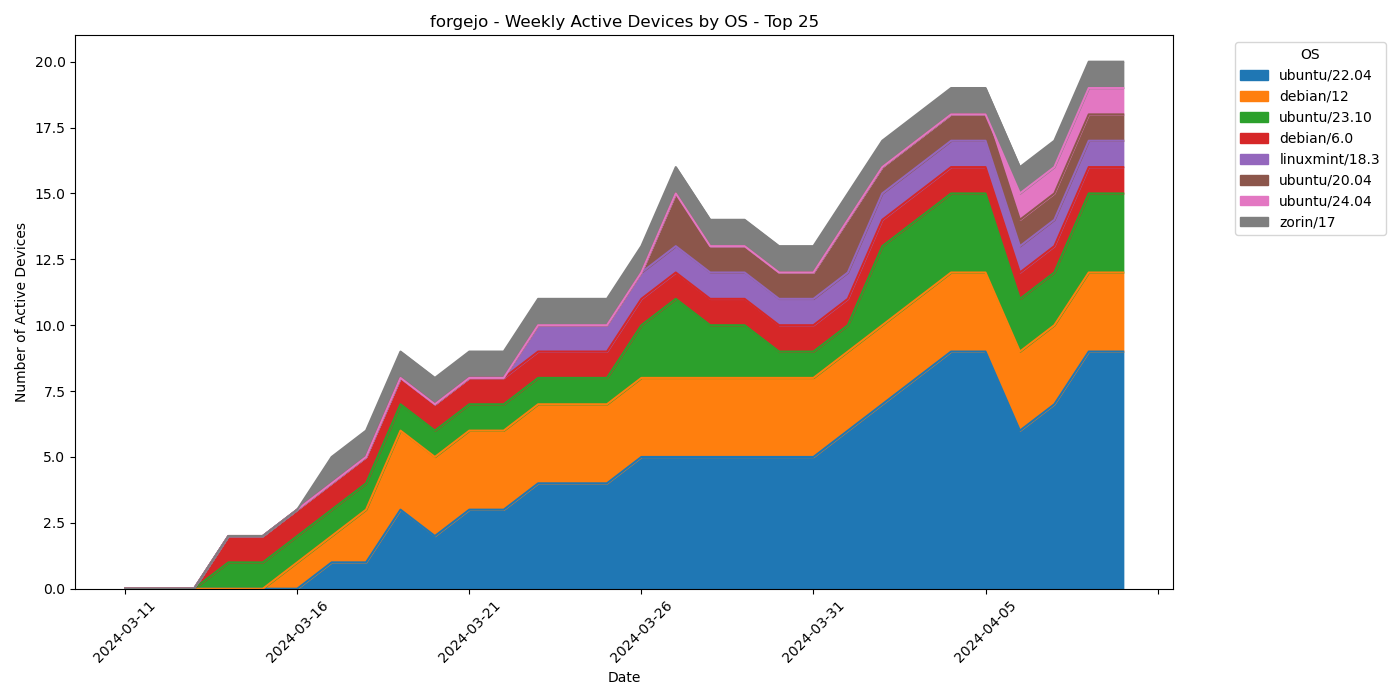 forgejo - Weekly Active Devices by OS - Top 25
20.0
17.5
15.0
12.5
10.0
7.5
5.0
2.5
0.0
Number of Active Devices
2024-03-11
2024-03-16
2024-03-21
2024-03-26
2024-03-31
2024-04-05
Date
OS
ubuntu/22.04
debian/12
ubuntu/23.10
debian/6.0
linuxmint/18.3
ubuntu/20.04
ubuntu/24.04
zorin/17